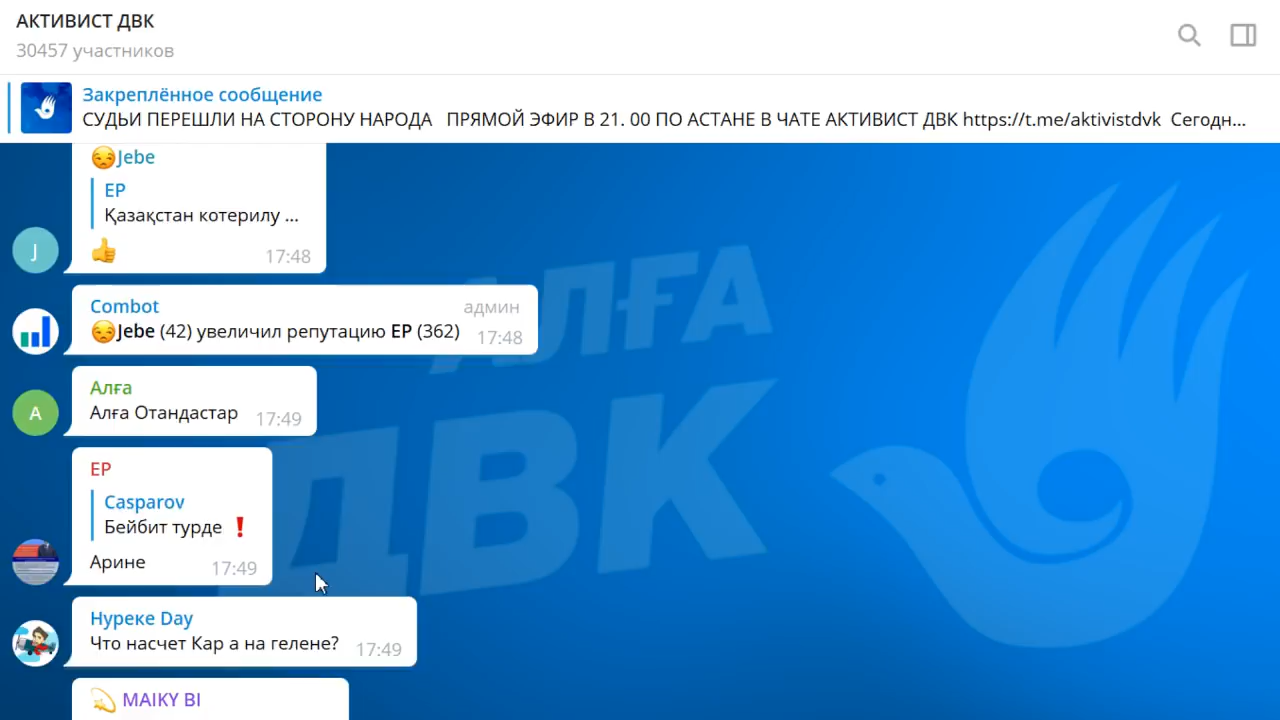 АКТИВИСТ ДВК
30457 участников
Закреплённое сообщение
СУДЬИ ПЕРЕШЛИ НА СТОРОНУ НАРОДА ПРЯМОЙ ЭФИР В 21. 00 ПО АСТАНЕ В ЧАТЕ АКТИВИСТ ДВК https://t.me/aktivistdvk Сегодн...
😒Jebe
EP
Қазақстан котерилу ...
👍 17:48
J
Combot админ
😒Jebe (42) увеличил репутацию EP (362) 17:48
Алға
Алға Отандастар 17:49
А
EP
Casparov
Бейбит турде ❗
Арине 17:49
Нуреке Day
Что насчет Кар а на гелене? 17:49
💫 MAIKY BI
АЛҒА
ДВК